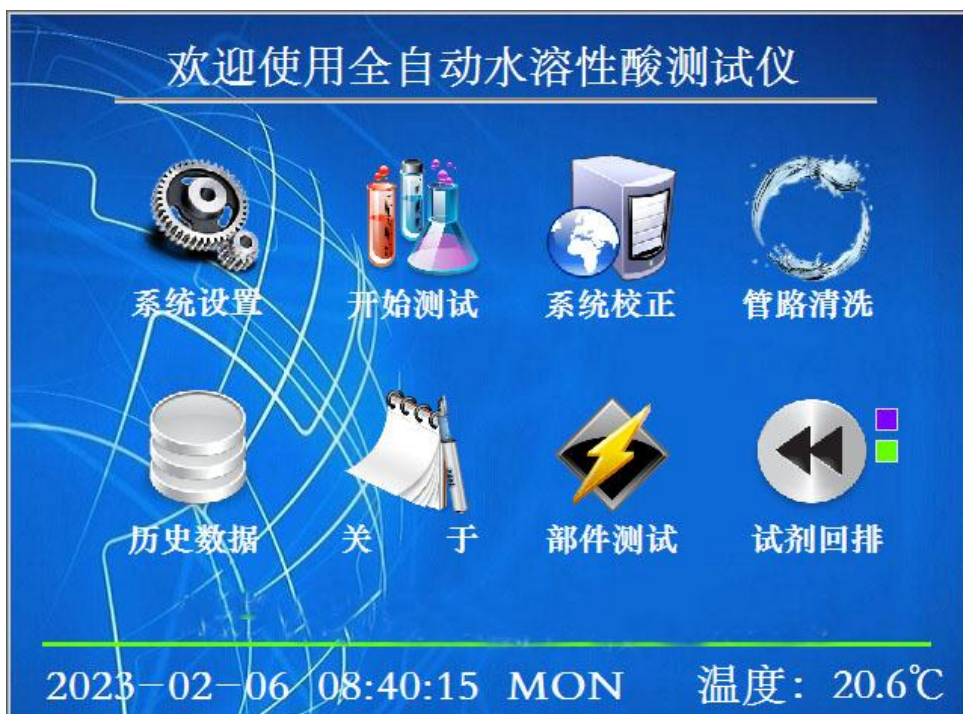 欢迎使用全自动水溶性酸测试仪
系统设置 开始测试 系统校正 管路清洗
历史数据 关 于 部件测试 试剂回排
2023-02-06 08:40:15 MON 温度: 20.6℃